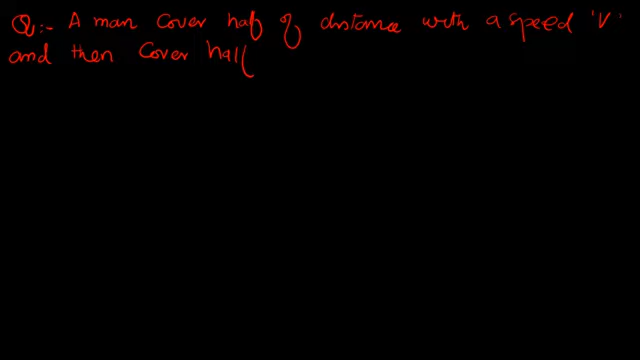 Q:- A man cover half of distance with a speed 'V'
and then cover half